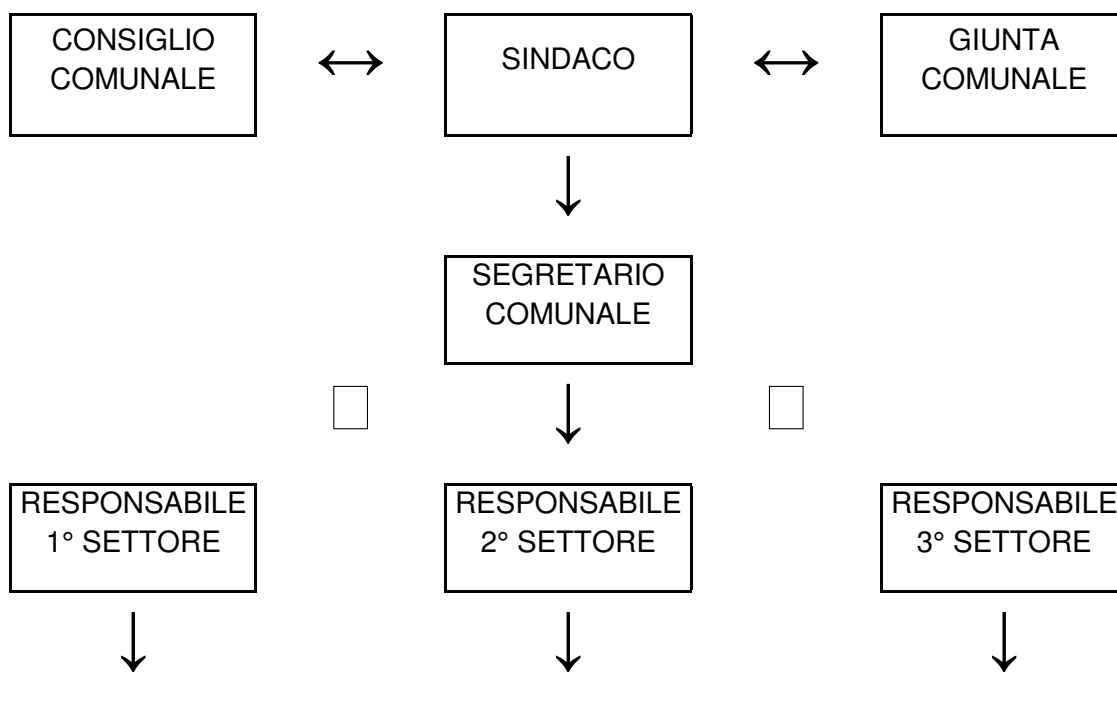 CONSIGLIO
COMUNALE
SINDACO
GIUNTA
COMUNALE
SEGRETARIO
COMUNALE
RESPONSABILE
1° SETTORE
RESPONSABILE
2° SETTORE
RESPONSABILE
3° SETTORE